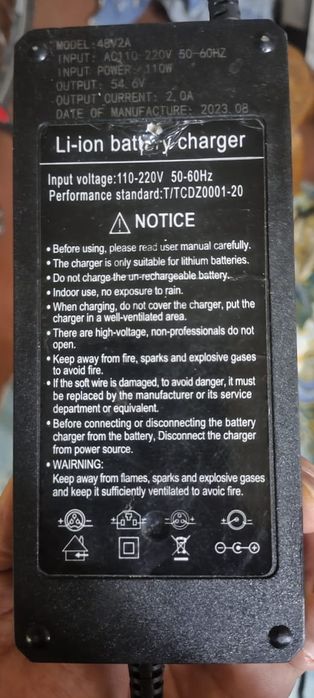 MODEL: 48V2A
INPUT: AC110-220V 50-60HZ
INPUT POWER: 110W
OUTPUT: 54.6V
OUTPUT CURRENT: 2.0A
DATE OF MANUFACTURE: 2023.08
Li-ion battery charger
Input voltage:110-220V 50-60Hz
Performance standard:T/TCDZ0001-20
NOTICE
• Before using, please read user manual carefully.
• The charger is only suitable for lithium batteries.
• Do not charge the un-rechargeable battery.
• Indoor use, no exposure to rain.
• When charging, do not cover the charger, put the
charger in a well-ventilated area.
• There are high-voltage, non-professionals do not
open.
• Keep away from fire, sparks and explosive gases
to avoid fire.
• If the soft wire is damaged, to avoid danger, it must
be replaced by the manufacturer or its service
department or equivalent.
• Before connecting or disconnecting the battery
charger from the battery, Disconnect the charger
from power source.
• WAIRNING:
Keep away from flames, sparks and explosive gases
and keep it sufficiently ventilated to avoid fire.